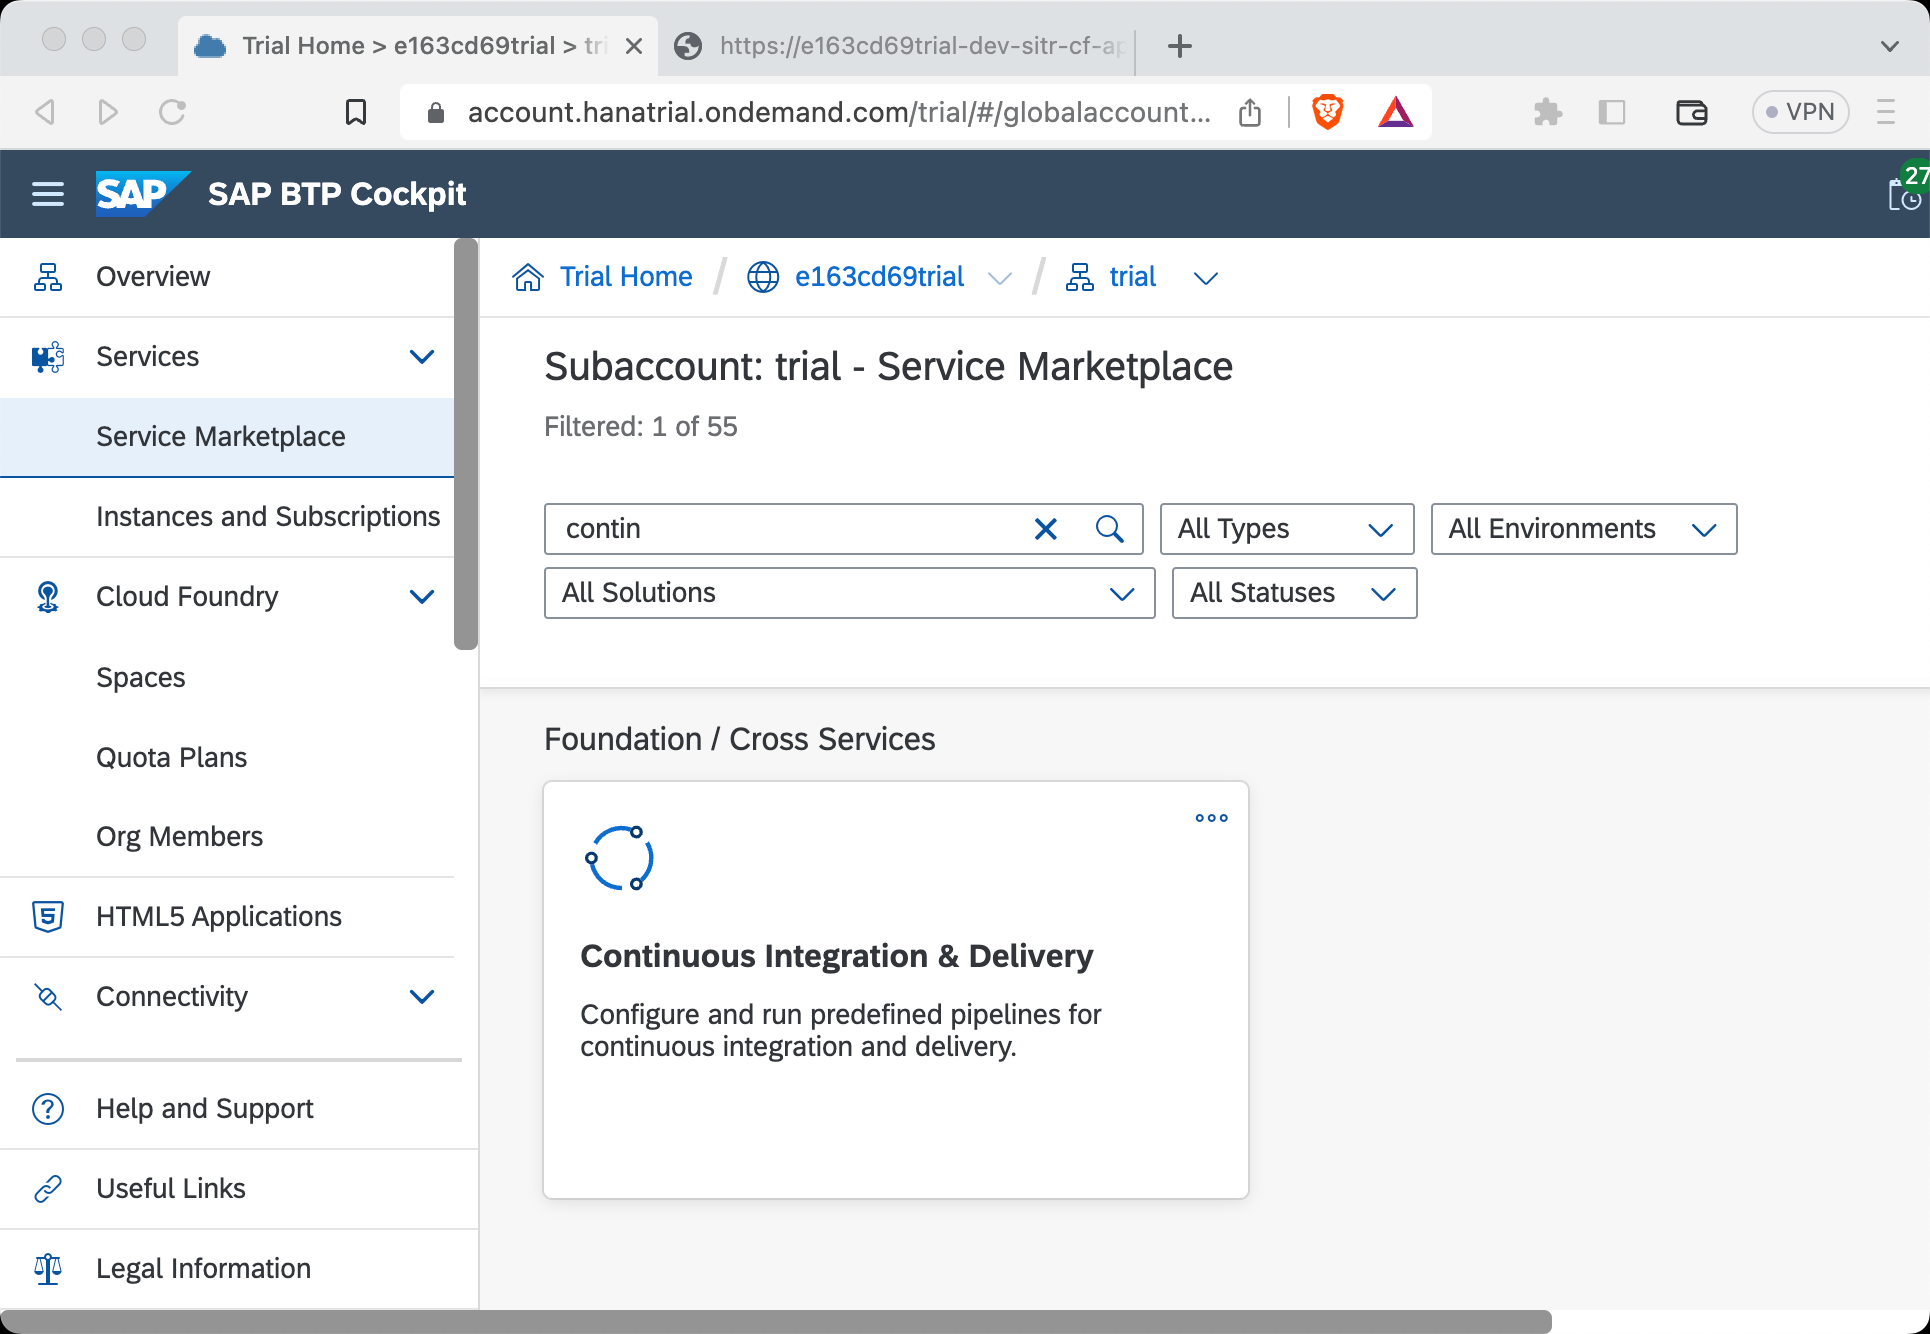 Trial Home > e163cd69trial > tri
https://e163cd69trial-dev-sitr-cf-ap
account.hanatrial.ondemand.com/trial/#/globalaccount...
VPN
SAP
SAP BTP Cockpit
27
Overview
Services
Service Marketplace
Instances and Subscriptions
Cloud Foundry
Spaces
Quota Plans
Org Members
HTML5 Applications
Connectivity
Help and Support
Useful Links
Legal Information
Trial Home / e163cd69trial / trial
Subaccount: trial - Service Marketplace
Filtered: 1 of 55
contin
All Types
All Environments
All Solutions
All Statuses
Foundation / Cross Services
Continuous Integration & Delivery
Configure and run predefined pipelines for
continuous integration and delivery.